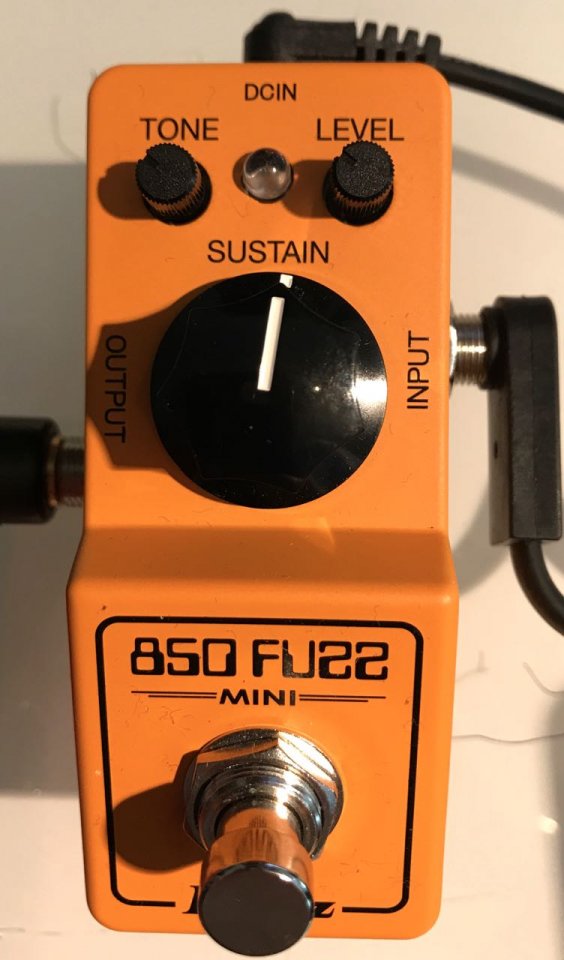 DCIN
TONE LEVEL
SUSTAIN
OUTPUT
INPUT
850 FUZZ
MINI